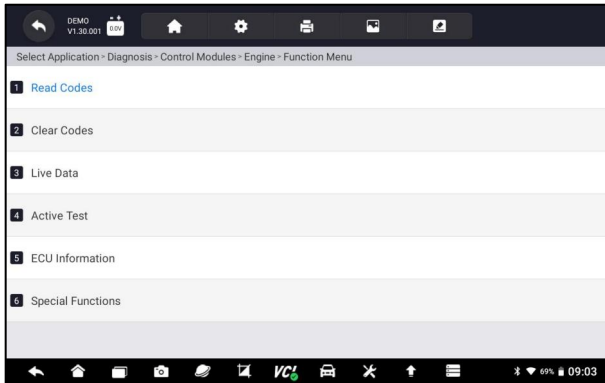 DEMO
V1.30.001 0.0V
Select Application > Diagnosis > Control Modules > Engine > Function Menu
1 Read Codes
2 Clear Codes
3 Live Data
4 Active Test
5 ECU Information
6 Special Functions
VCI 69% 09:03